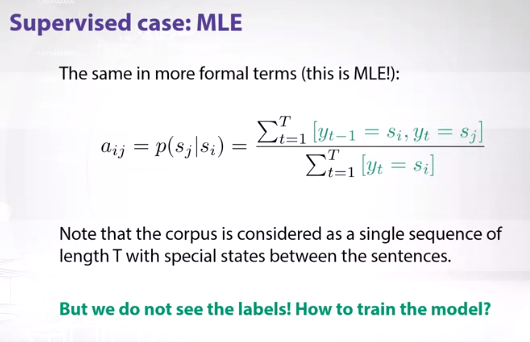 Supervised case: MLE
The same in more formal terms (this is MLE!):
a_{ij} = p(s_j|s_i) = \frac{\sum_{t=1}^{T} [y_{t-1} = s_i, y_t = s_j]}{\sum_{t=1}^{T} [y_t = s_i]}
Note that the corpus is considered as a single sequence of
length T with special states between the sentences.
But we do not see the labels! How to train the model?